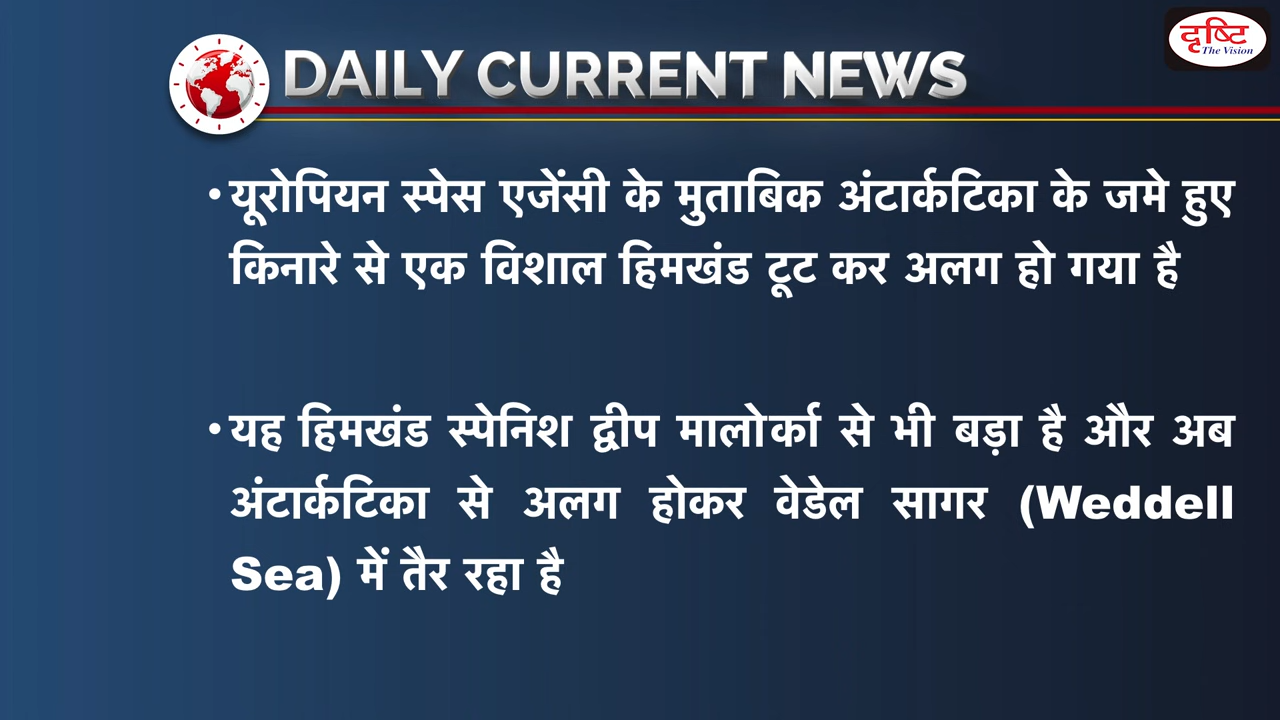 DAILY CURRENT NEWS
दृष्टि
The Vision
• यूरोपियन स्पेस एजेंसी के मुताबिक अंटार्कटिका के जमे हुए
किनारे से एक विशाल हिमखंड टूट कर अलग हो गया है
• यह हिमखंड स्पेनिश द्वीप मालोर्का से भी बड़ा है और अब
अंटार्कटिका से अलग होकर वेडेल सागर (Weddell
Sea) में तैर रहा है